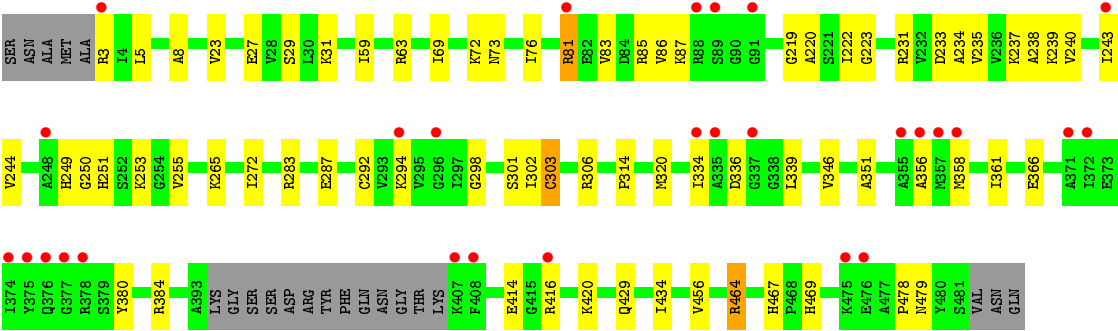 SER ASN ALA MET ALA R3 I4 L5 A8 V23 E27 V28 S29 L30 K31 I59 R63 I69 K72 N73 I76 R81 E82 V83 D84 R85 V86 K87 R88 S89 G90 G91 G219 A220 S221 I222 G223 R231 V232 D233 A234 V235 V236 K237 A238 K239 V240 I243
V244 A248 H249 G250 H251 S252 K253 G254 V255 K265 I272 R283 E287 C292 V293 K294 V295 G296 I297 G298 S301 I302 C303 R306 P314 M320 I334 A335 D336 G337 G338 L339 V346 A351 A355 A356 M357 M358 I361 E366 A371 I372 E373
I374 Y375 Q376 G377 R378 S379 Y380 R384 A393 LYS GLY SER SER ASP ARG TYR PHE GLN ASN GLY THR LYS K407 F408 E414 G415 R416 K420 Q429 I434 V456 R464 H467 P468 H469 K475 E476 A477 P478 N479 Y480 S481 VAL ASN GLN